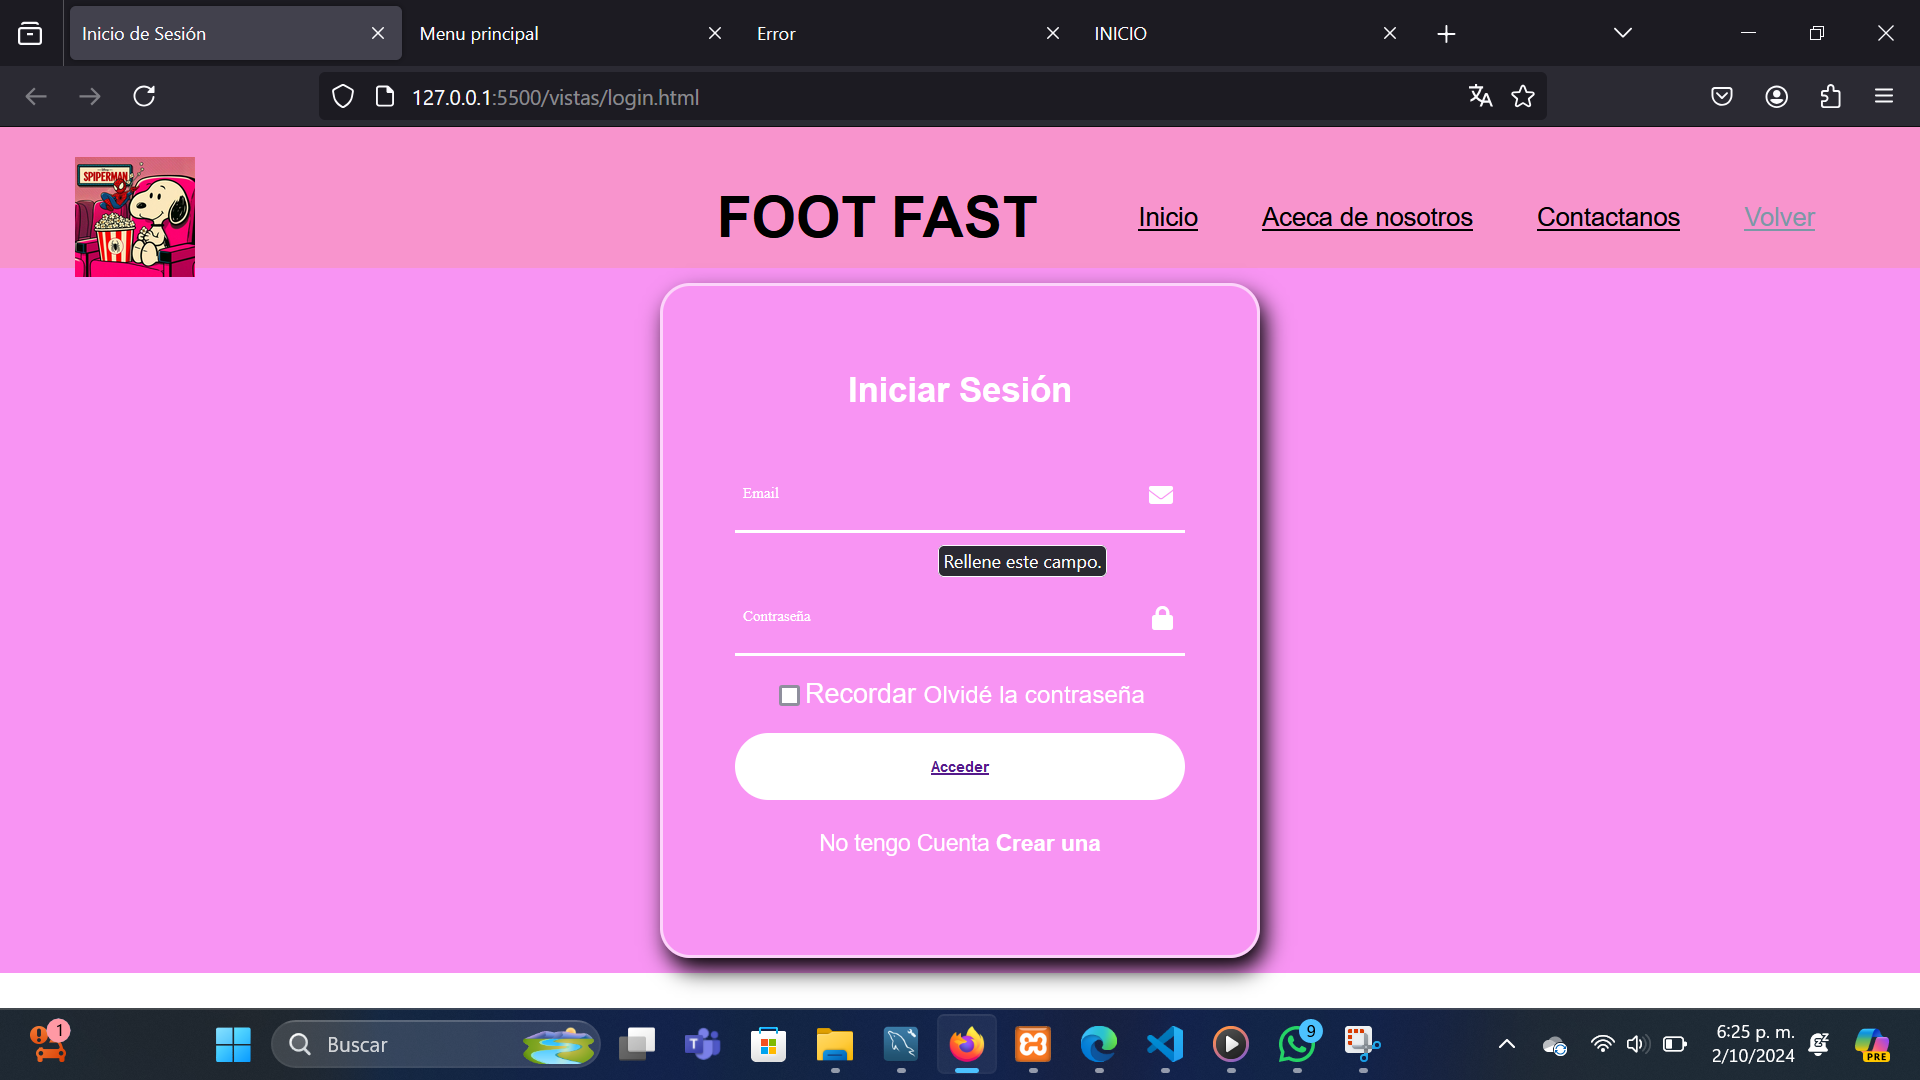 Inicio de Sesión
Menu principal
Error
INICIO
127.0.0.1:5500/vistas/login.html
SPIPERMAN
FOOT FAST
Inicio
Aceca de nosotros
Contactanos
Volver
Iniciar Sesión
Email
Rellene este campo.
Contraseña
Recordar Olvidé la contraseña
Acceder
No tengo Cuenta Crear una
1
Buscar
T
9
6:25 p. m.
2/10/2024
PRE